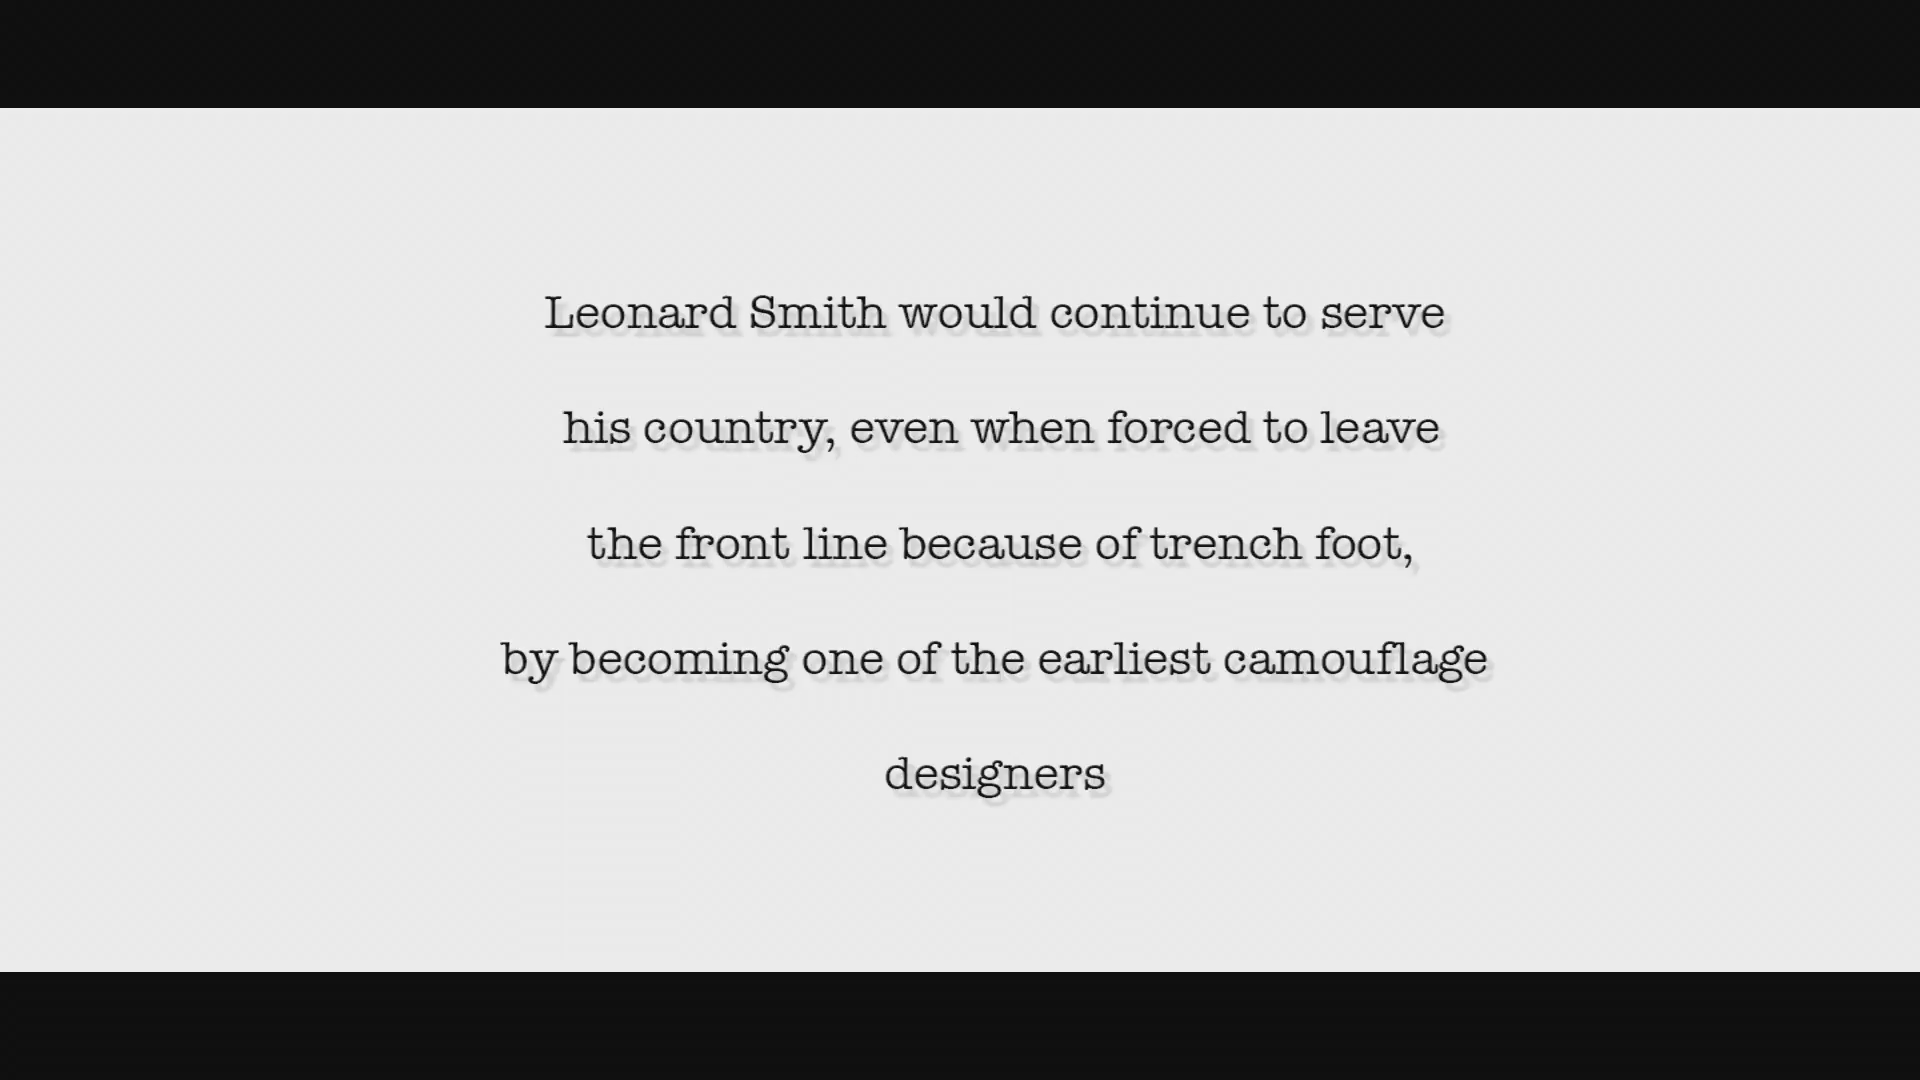 Leonard Smith would continue to serve
his country, even when forced to leave
the front line because of trench foot,
by becoming one of the earliest camouflage
designers